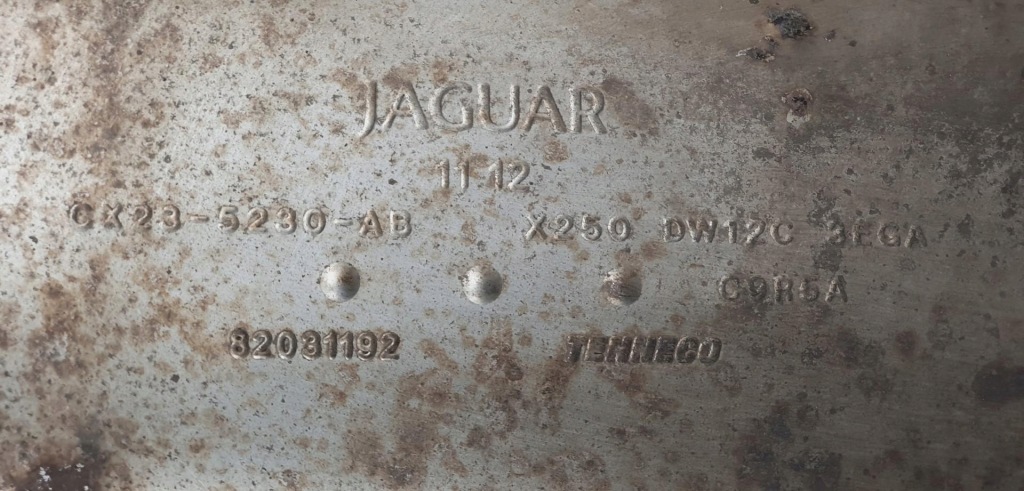 JAGUAR
11-12
CX23-5230-AB X250 DW12C 3EGA
C9R5A
82031192 TENNECO